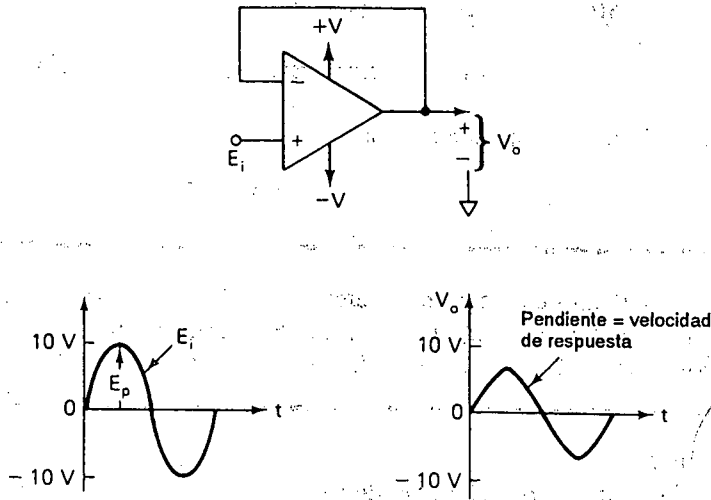 +V
−
+
E_i
−V
+
−
V_o
10 V
0
− 10 V
E_p
E_i
t
V_o
Pendiente = velocidad
de respuesta
10 V
0
− 10 V
t